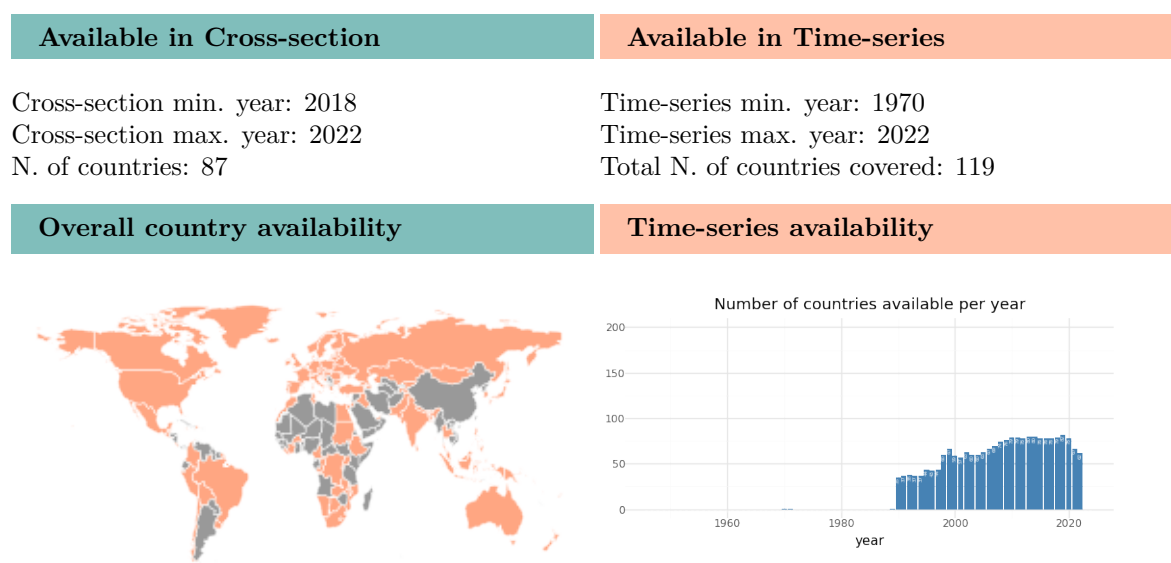 Available in Cross-section
Cross-section min. year: 2018
Cross-section max. year: 2022
N. of countries: 87
Available in Time-series
Time-series min. year: 1970
Time-series max. year: 2022
Total N. of countries covered: 119
Overall country availability
Time-series availability
Number of countries available per year
200
150
100
50
0
1960
1980
2000
2020
year